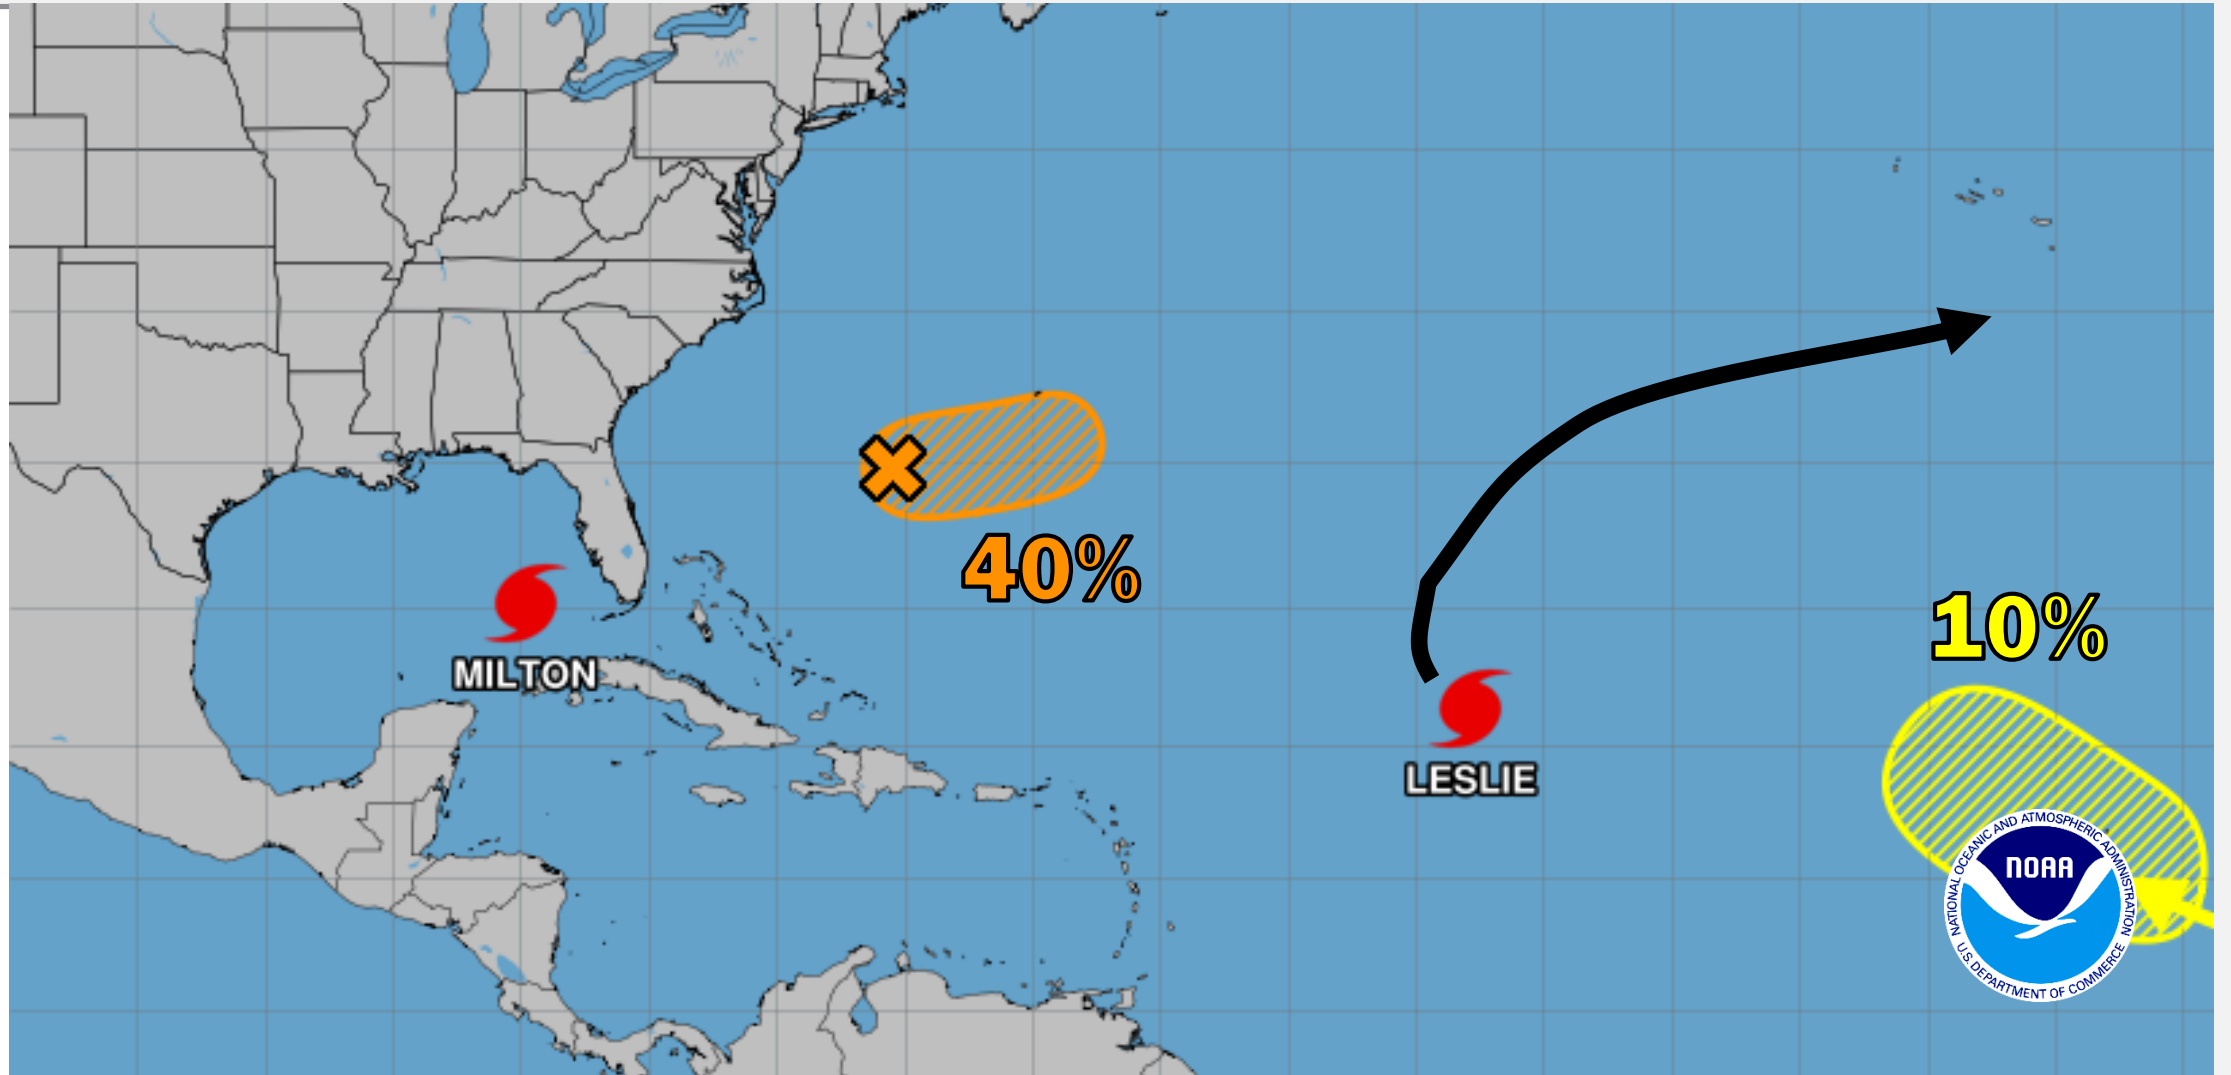 40%
10%
MILTON
LESLIE
NATIONAL OCEANIC AND ATMOSPHERIC ADMINISTRATION
NOAA
U.S. DEPARTMENT OF COMMERCE